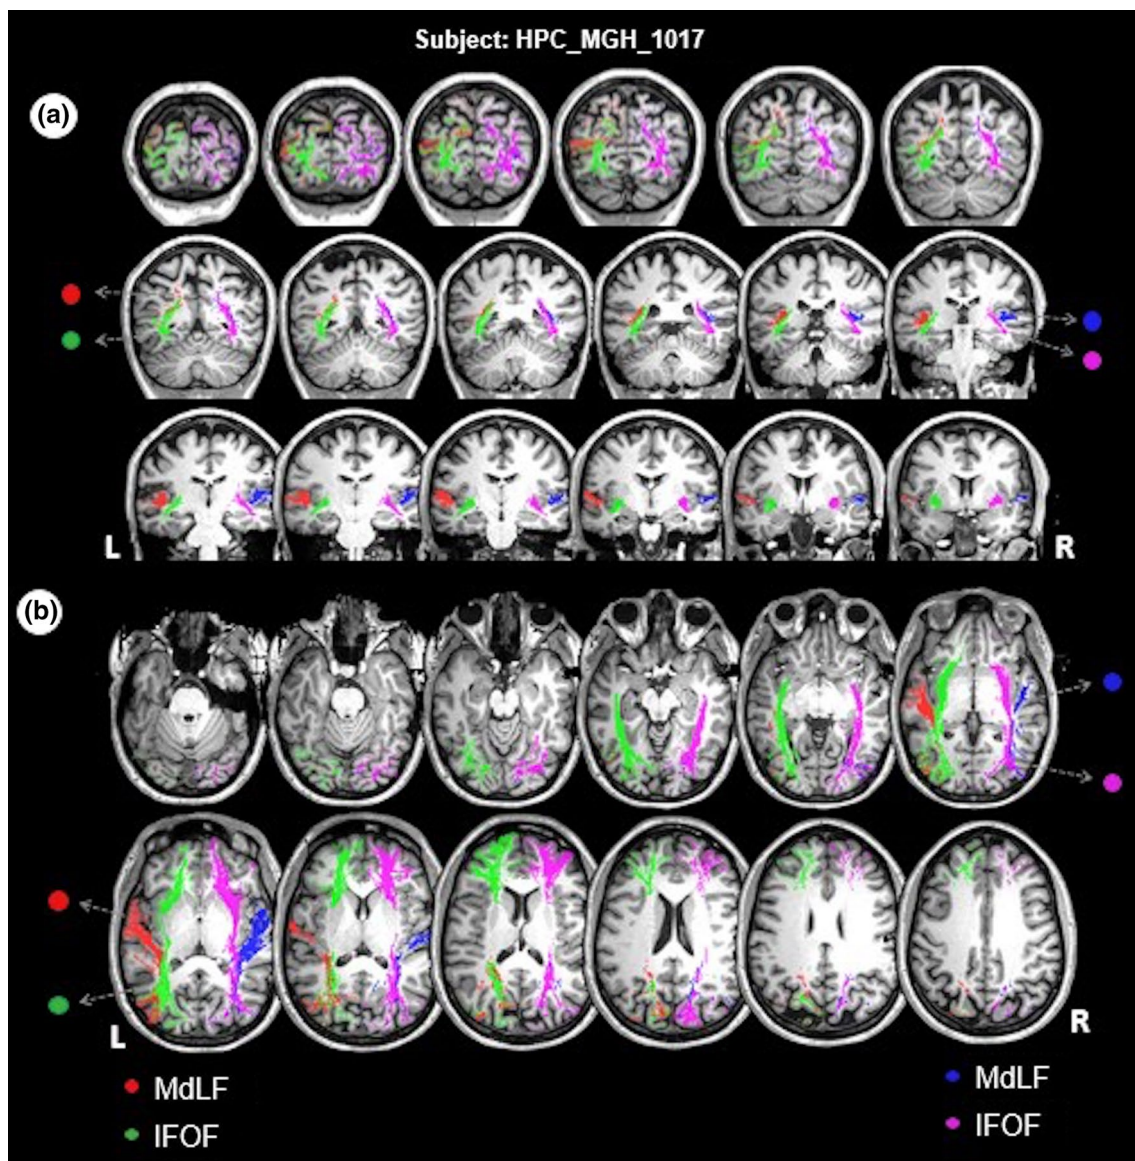 Subject: HPC_MGH_1017
(a)
L R
(b)
L R
MdLF MdLF
IFOF IFOF